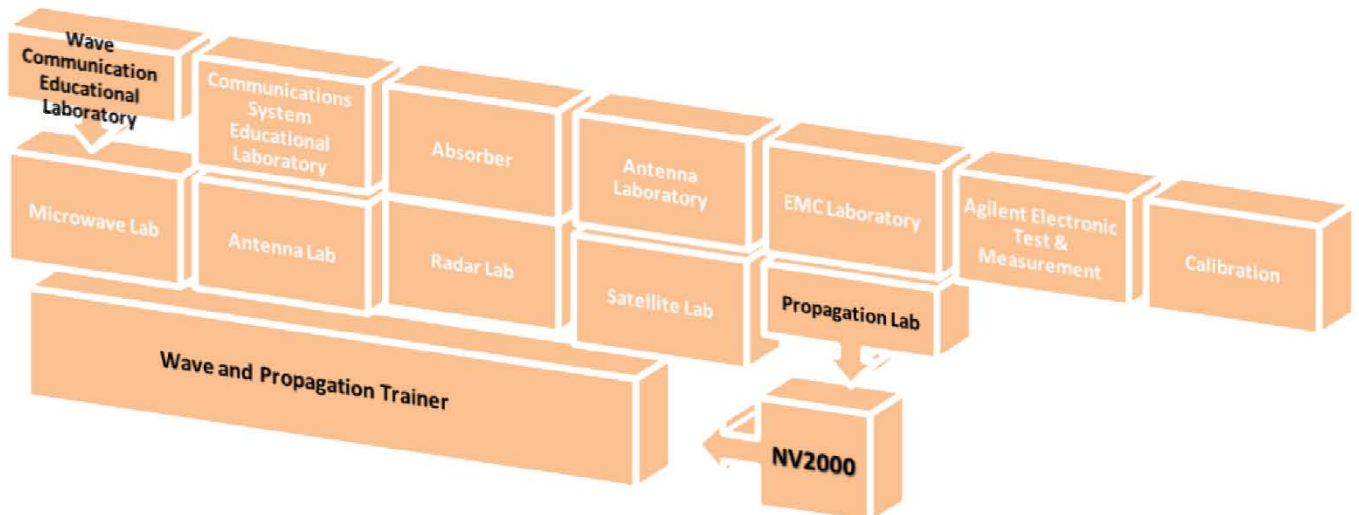 Wave
Communication
Educational
Laboratory
Communications
System
Educational
Laboratory
Absorber
Antenna
Laboratory
EMC Laboratory
Agilent Electronic
Test &
Measurement
Calibration
Microwave Lab
Antenna Lab
Radar Lab
Satellite Lab
Propagation Lab
Wave and Propagation Trainer
NV2000